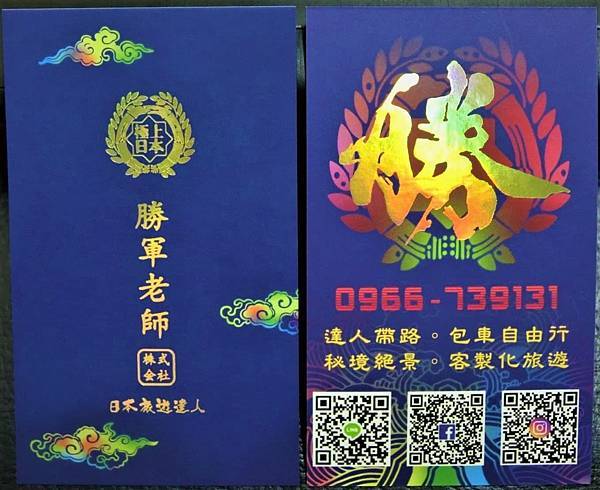 極上
日本
勝軍老師
株式
会社
日本旅遊達人
勝
0966-739131
達人帶路。包車自由行
秘境絕景。客製化旅遊
LINE